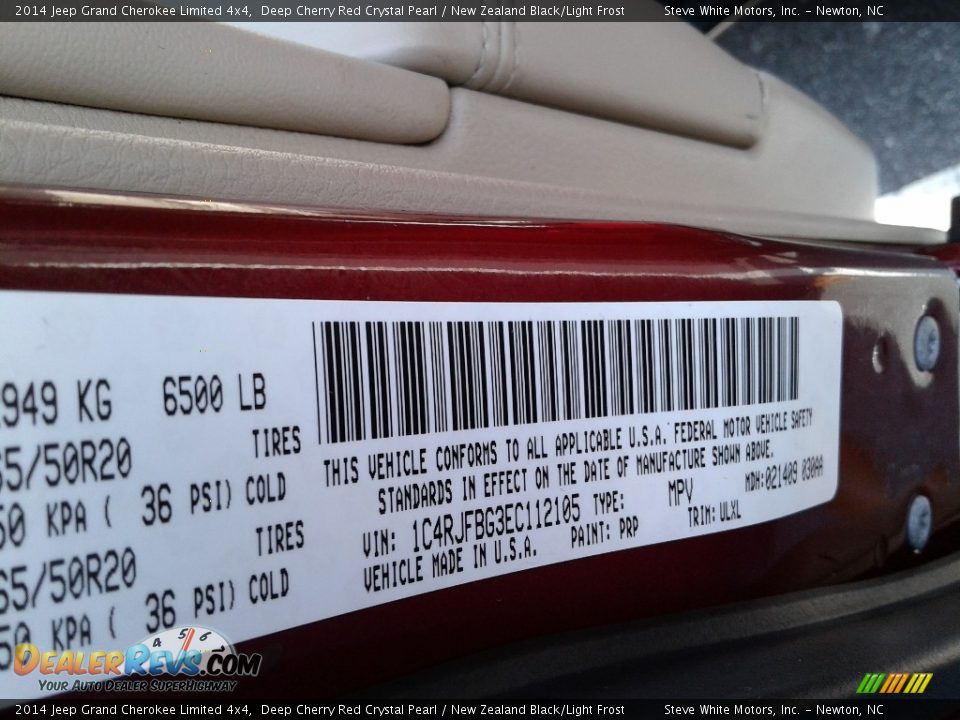 2014 Jeep Grand Cherokee Limited 4x4,  Deep Cherry Red Crystal Pearl / New Zealand Black/Light Frost    Steve White Motors, Inc. - Newton, NC
949 KG 6500 LB
TIRES
65/50R20
50 KPA ( 36 PSI) COLD
TIRES
65/50R20
50 KPA ( 36 PSI) COLD
THIS VEHICLE CONFORMS TO ALL APPLICABLE U.S.A. FEDERAL MOTOR VEHICLE SAFETY
STANDARDS IN EFFECT ON THE DATE OF MANUFACTURE SHOWN ABOVE.
VIN: 1C4RJFBG3EC112105 TYPE: MPV MDH:021409 030AA
VEHICLE MADE IN U.S.A. PAINT: PRP TRIM: ULXL
4 5 6
DealerRevs.com
Your Auto Dealer SuperHighway
2014 Jeep Grand Cherokee Limited 4x4,  Deep Cherry Red Crystal Pearl / New Zealand Black/Light Frost    Steve White Motors, Inc. - Newton, NC